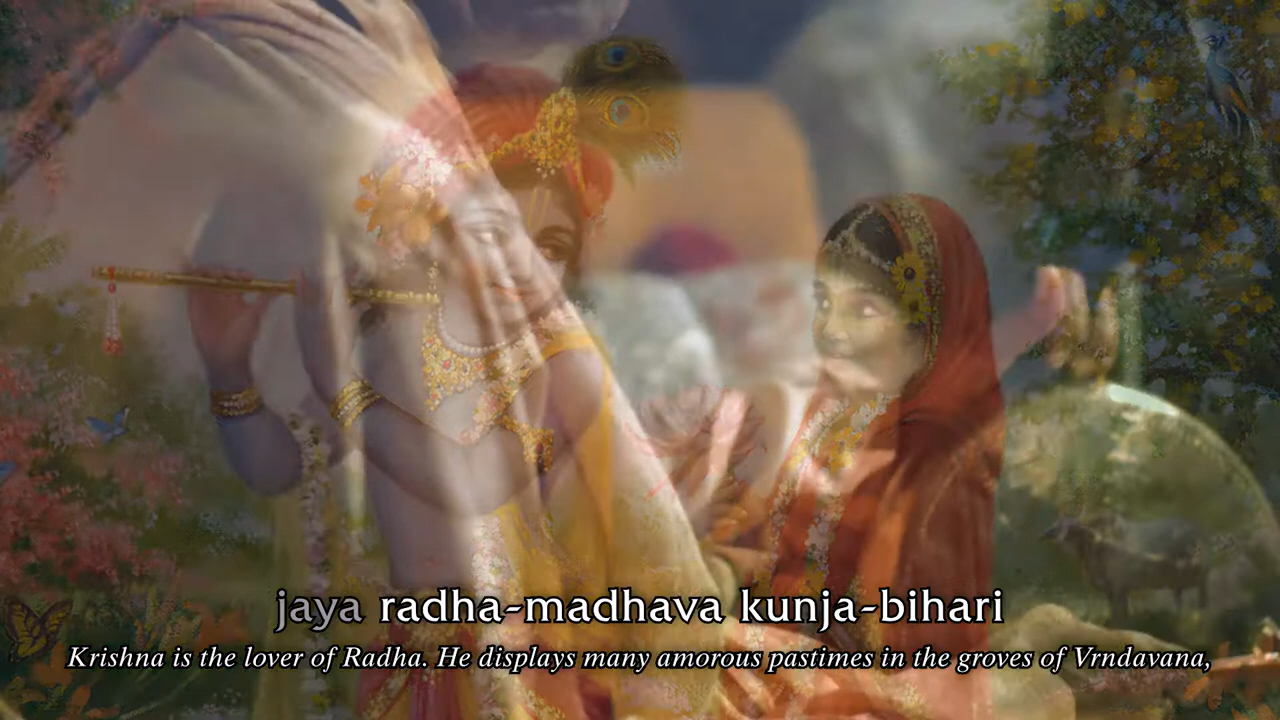 jaya radha-madhava kunja-bihari
Krishna is the lover of Radha. He displays many amorous pastimes in the groves of Vrndavana,